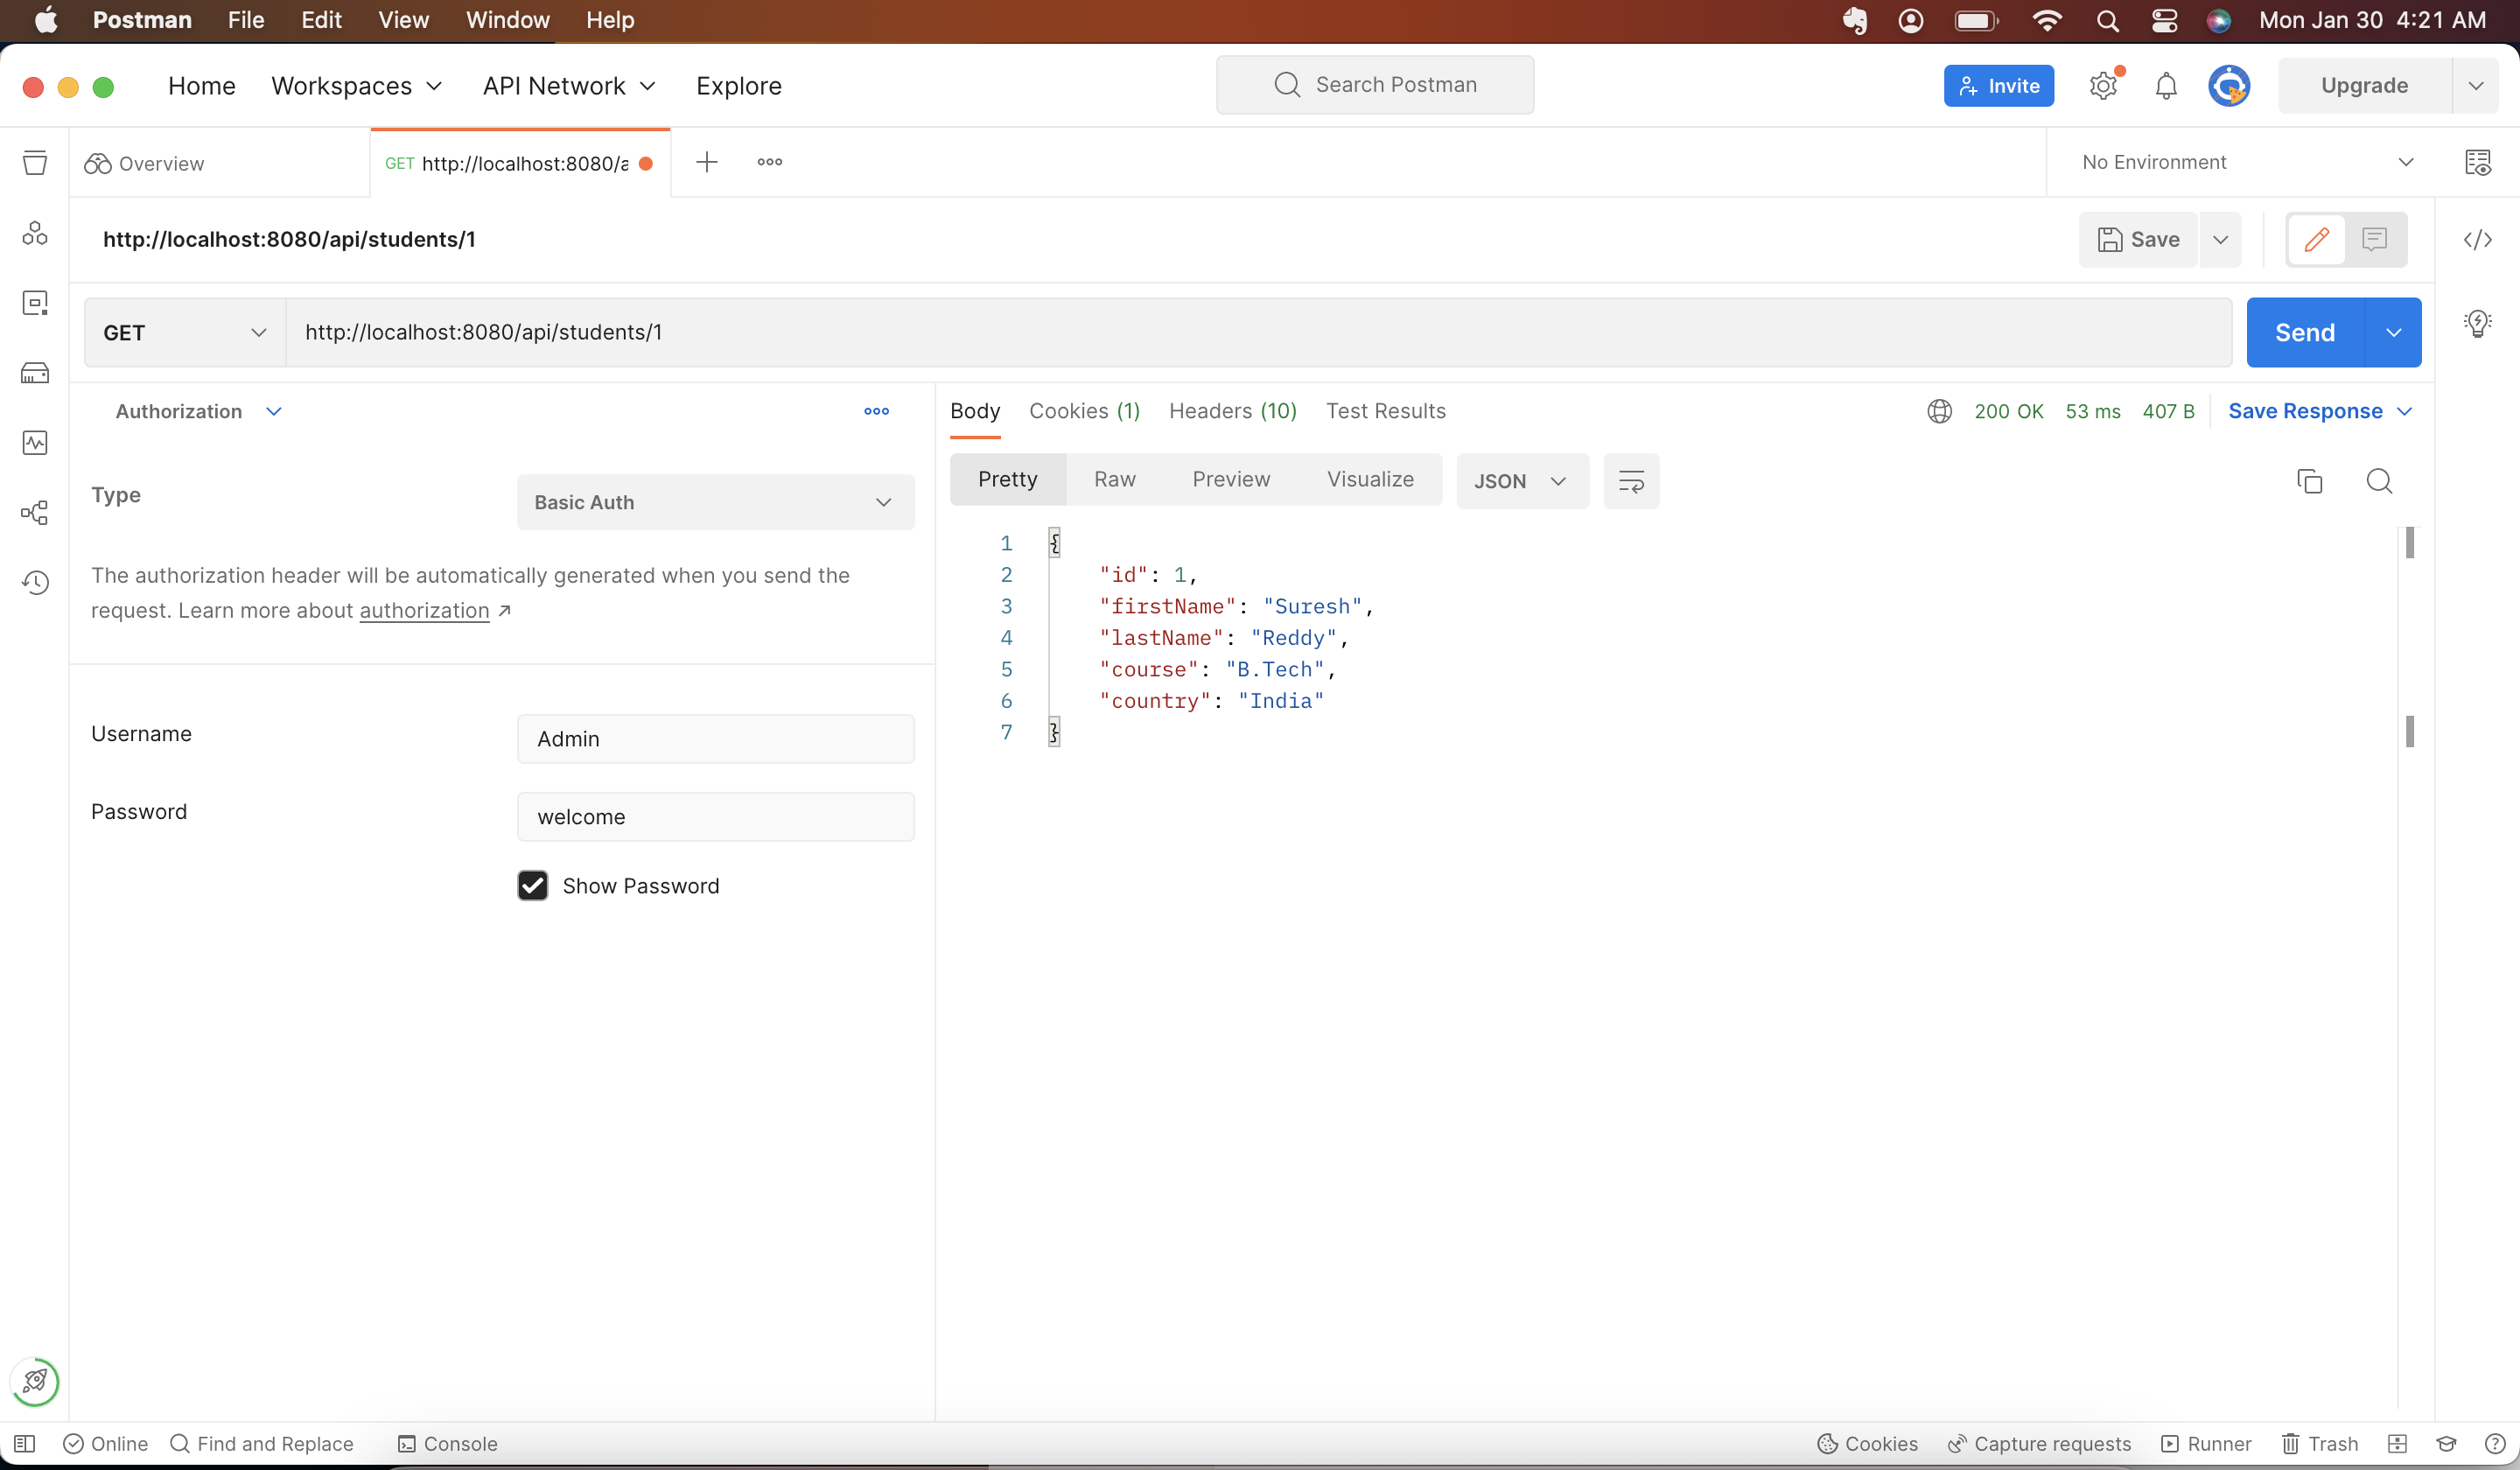 Postman File Edit View Window Help Mon Jan 30 4:21 AM
Home Workspaces API Network Explore Search Postman Invite Upgrade
Overview GET http://localhost:8080/a No Environment
http://localhost:8080/api/students/1 Save
GET http://localhost:8080/api/students/1 Send
Authorization
Type Basic Auth
The authorization header will be automatically generated when you send the
request. Learn more about authorization ↗
Username Admin
Password welcome
Show Password
Body Cookies (1) Headers (10) Test Results 200 OK 53 ms 407 B Save Response
Pretty Raw Preview Visualize JSON
1 {
2 "id": 1,
3 "firstName": "Suresh",
4 "lastName": "Reddy",
5 "course": "B.Tech",
6 "country": "India"
7 }
Online Find and Replace Console Cookies Capture requests Runner Trash